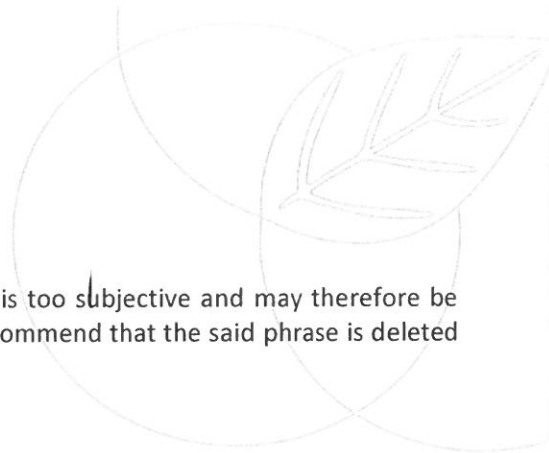 is too subjective and may therefore be
ommend that the said phrase is deleted